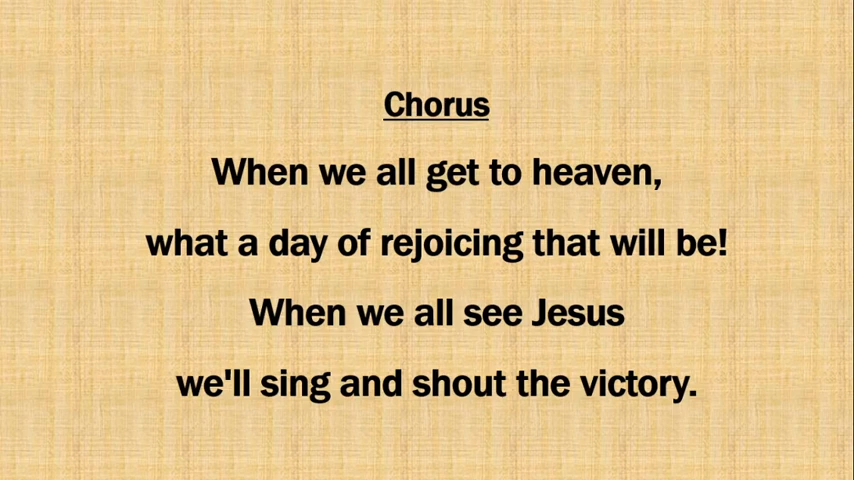 Chorus
When we all get to heaven,
what a day of rejoicing that will be!
When we all see Jesus
we'll sing and shout the victory.